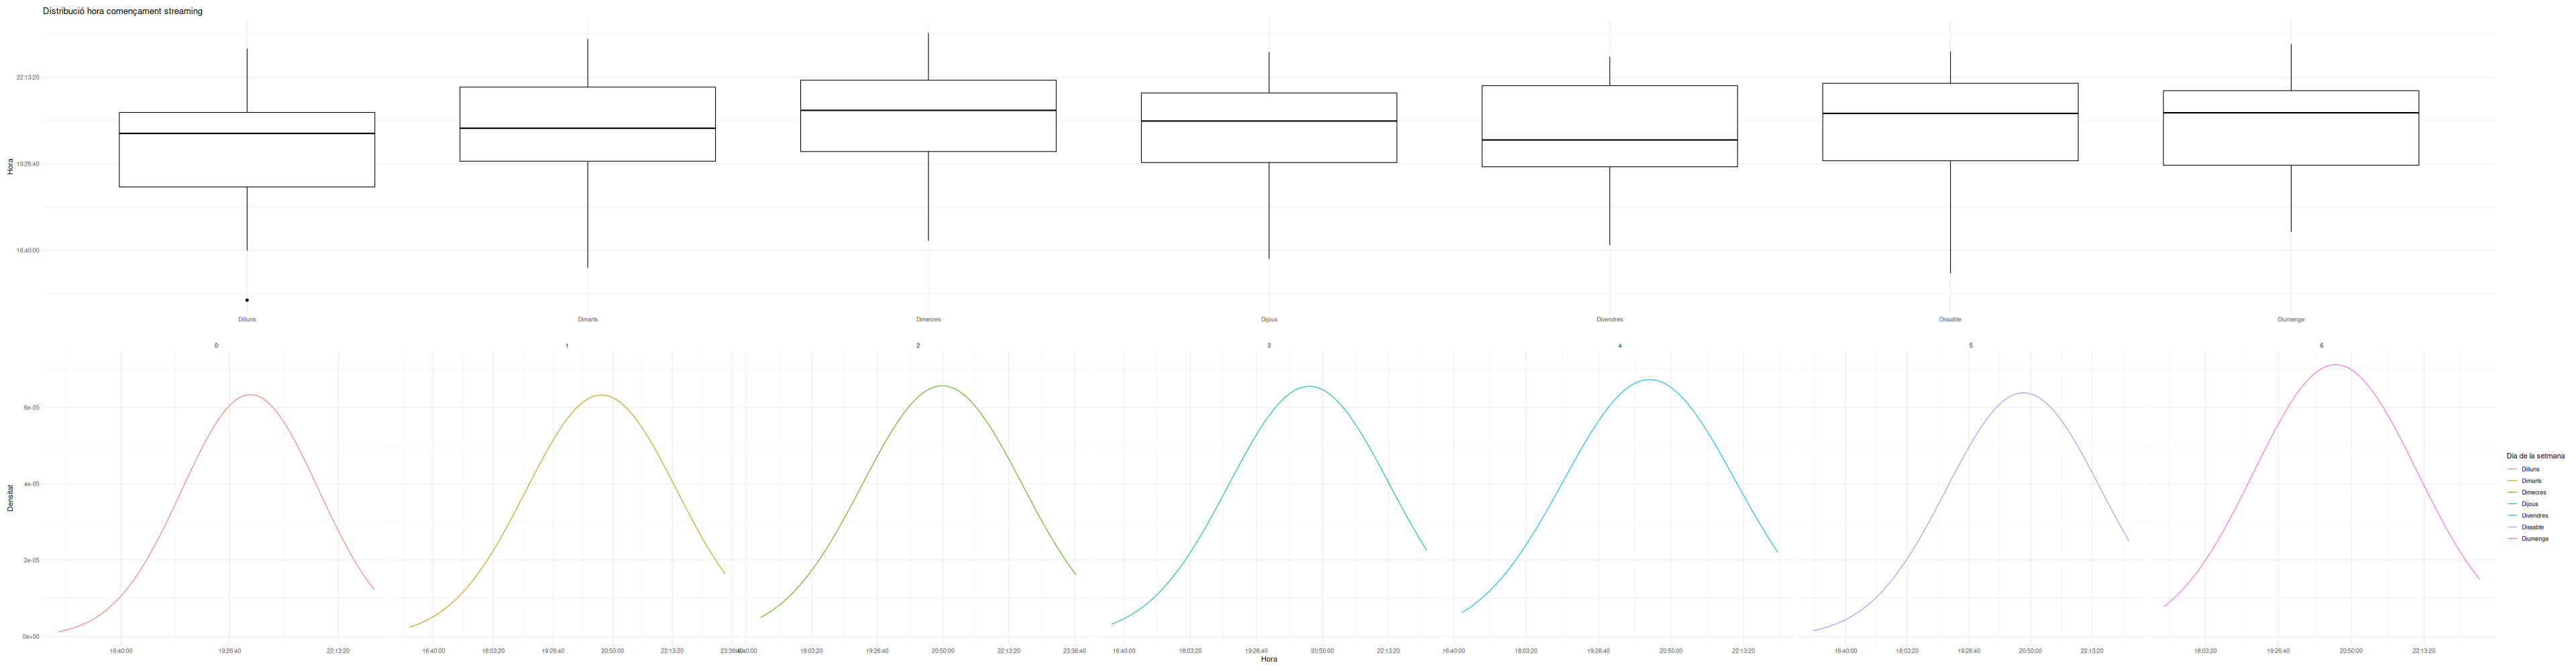 Distribució hora començament streaming
Hora
22:13:20
19:26:40
16:40:00
Dilluns Dimarts Dimecres Dijous Divendres Dissabte Diumenge
0 1 2 3 4 5 6
Densitat
6e-05
4e-05
2e-05
0e+00
16:40:00 19:26:40 22:13:20 16:40:00 18:03:20 19:26:40 20:50:00 22:13:20 18:03:20 19:26:40 20:50:00 22:13:20 23:36:40 16:40:00 18:03:20 19:26:40 20:50:00 22:13:20 16:40:00 18:03:20 19:26:40 20:50:00 22:13:20 16:40:00 18:03:20 19:26:40 20:50:00 22:13:20 18:03:20 19:26:40 20:50:00 22:13:20
Hora
Dia de la setmana
Dilluns
Dimarts
Dimecres
Dijous
Divendres
Dissabte
Diumenge